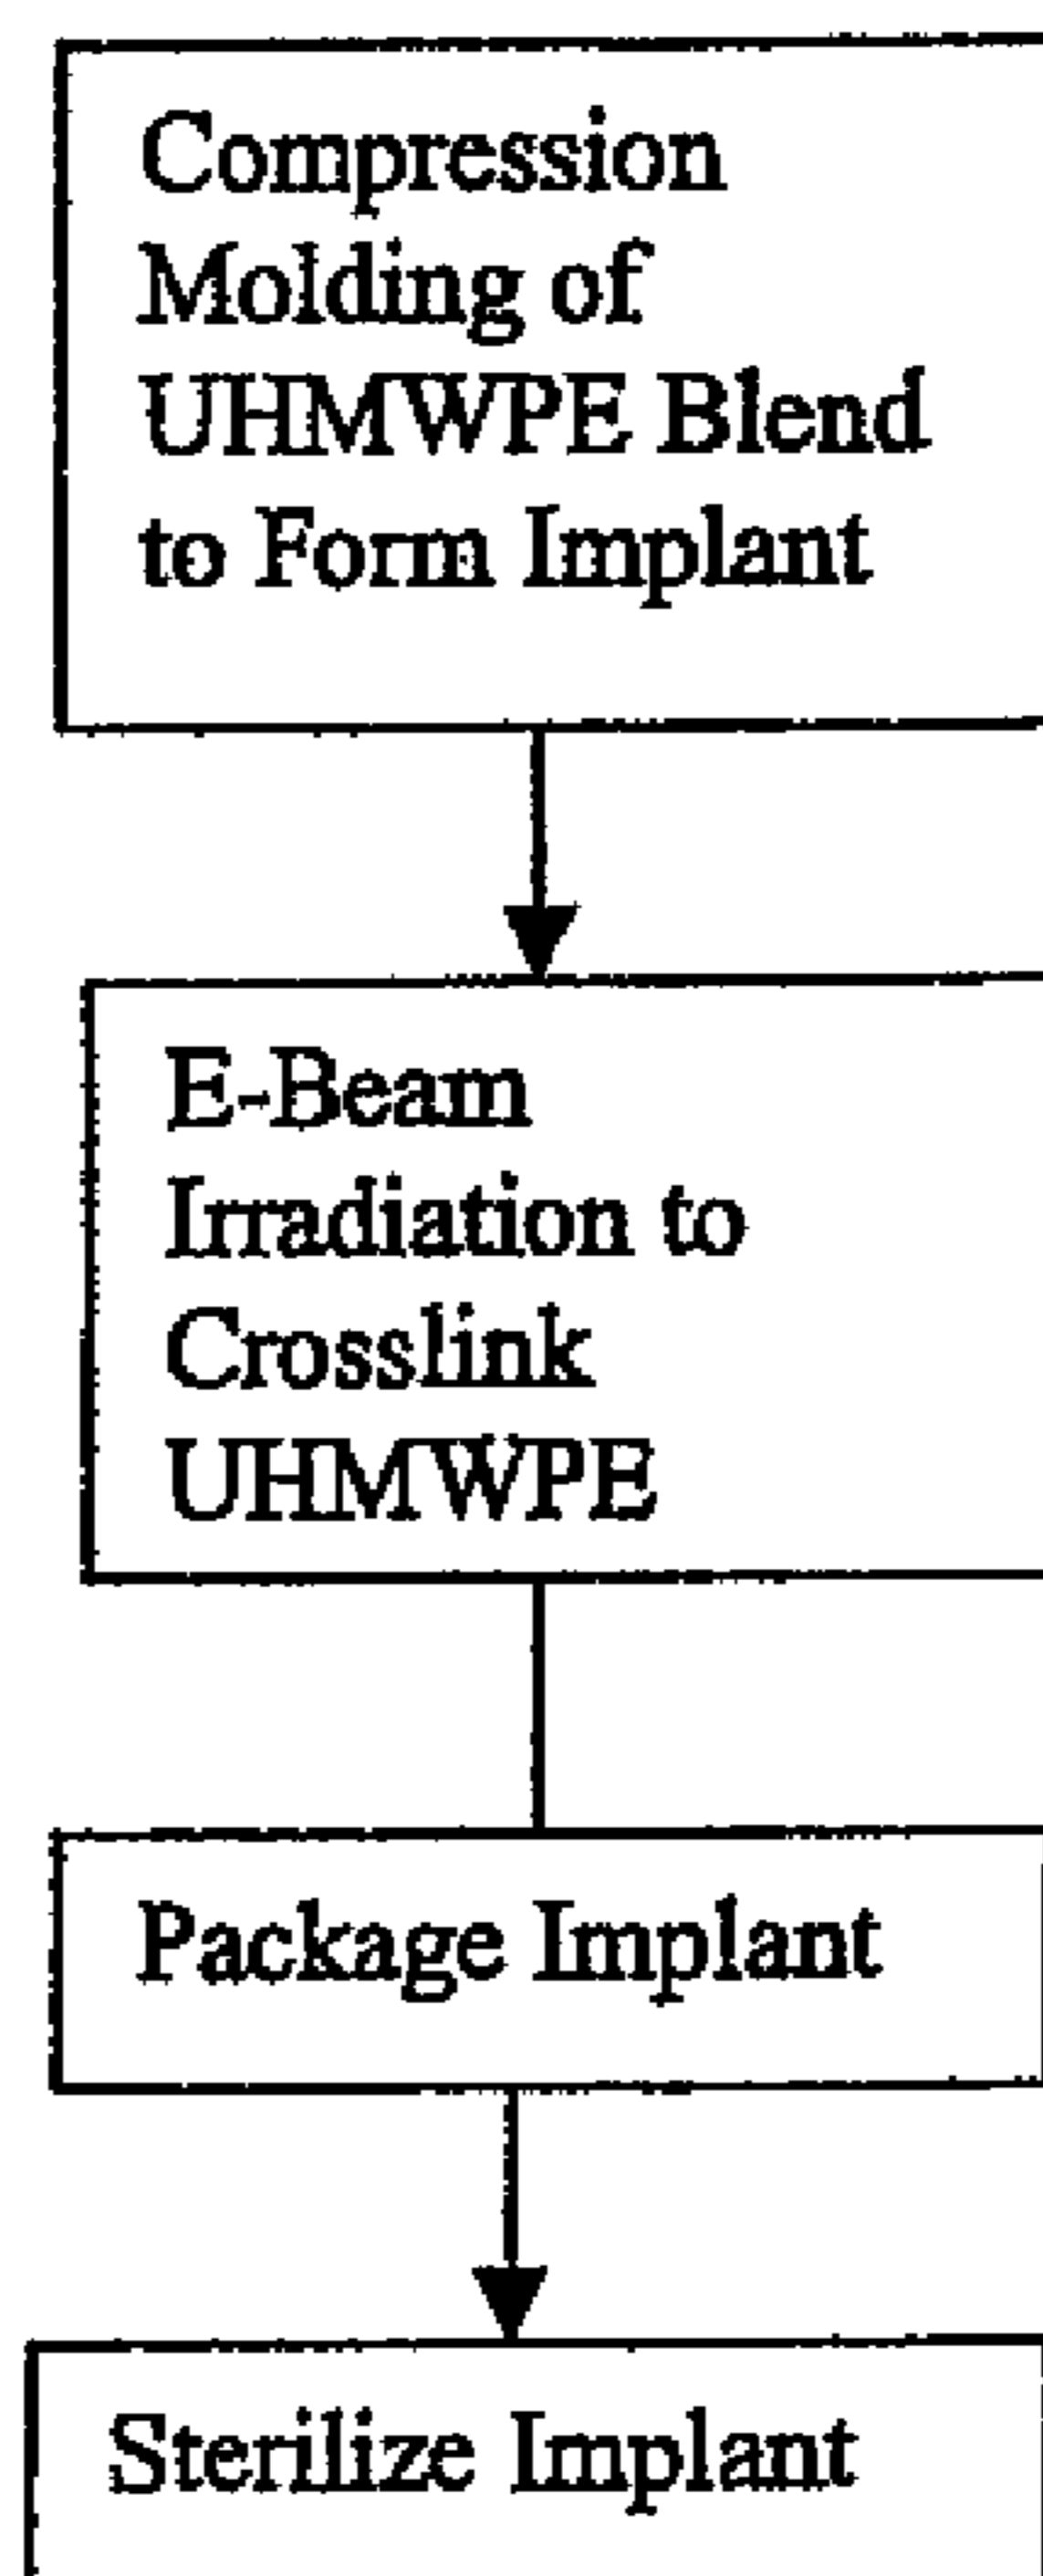 Compression
Molding of
UHMWPE Blend
to Form Implant
E-Beam
Irradiation to
Crosslink
UHMWPE
Package Implant
Sterilize Implant